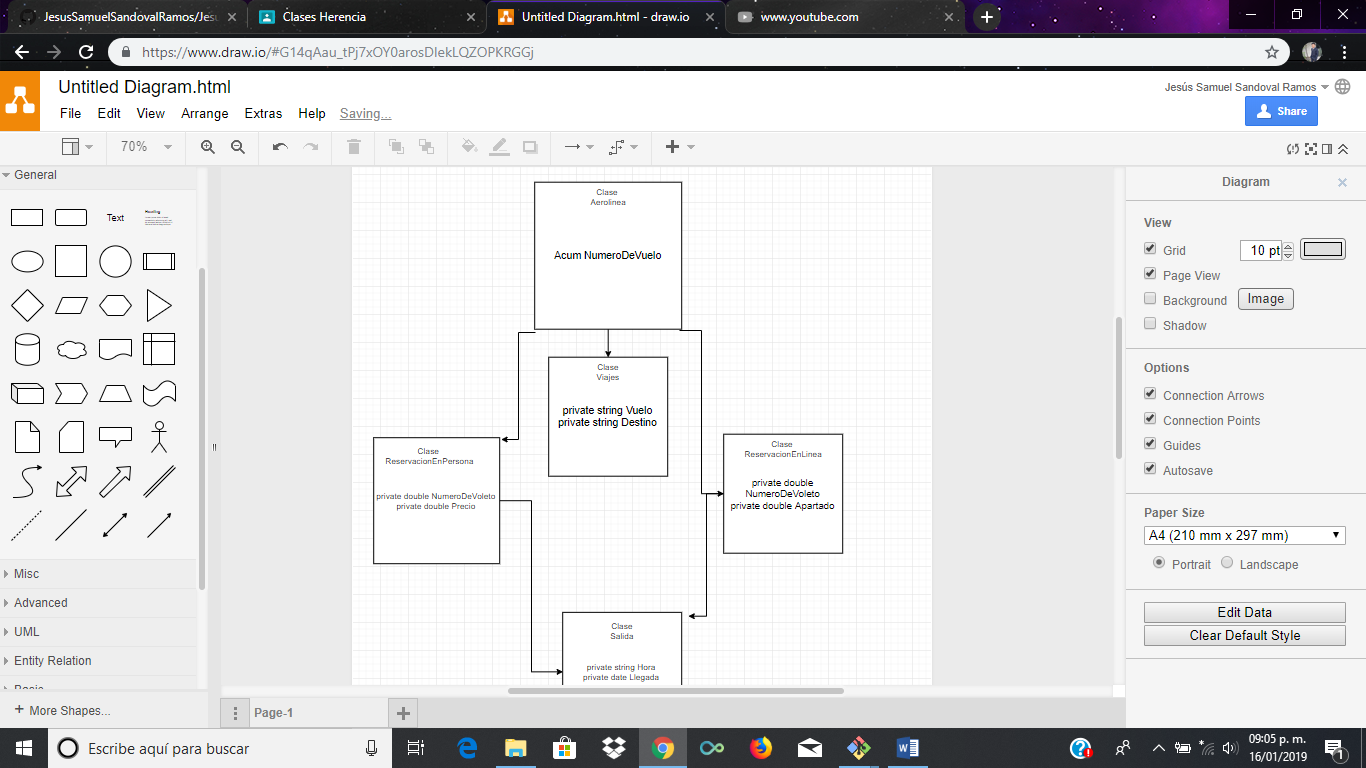 JesusSamuelSandovalRamos/Jesu
Clases Herencia
Untitled Diagram.html - draw.io
www.youtube.com
https://www.draw.io/#G14qAau_tPj7xOY0arosDIekLQZOPKRGGj
Untitled Diagram.html
Jesús Samuel Sandoval Ramos
File Edit View Arrange Extras Help Saving...
Share
70%
General
Diagram
Text
Heading
View
Grid 10 pt
Page View
Background Image
Shadow
Options
Connection Arrows
Connection Points
Guides
Autosave
Paper Size
A4 (210 mm x 297 mm)
Portrait Landscape
Edit Data
Clear Default Style
Clase
Aerolinea
Acum NumeroDeVuelo
Clase
Viajes
private string Vuelo
private string Destino
Clase
ReservacionEnPersona
private double NumeroDeVoleto
private double Precio
Clase
ReservacionEnLinea
private double
NumeroDeVoleto
private double Apartado
Clase
Salida
private string Hora
private date Llegada
Misc
Advanced
UML
Entity Relation
Basic
More Shapes...
Page-1
Escribe aquí para buscar
09:05 p. m.
16/01/2019
1